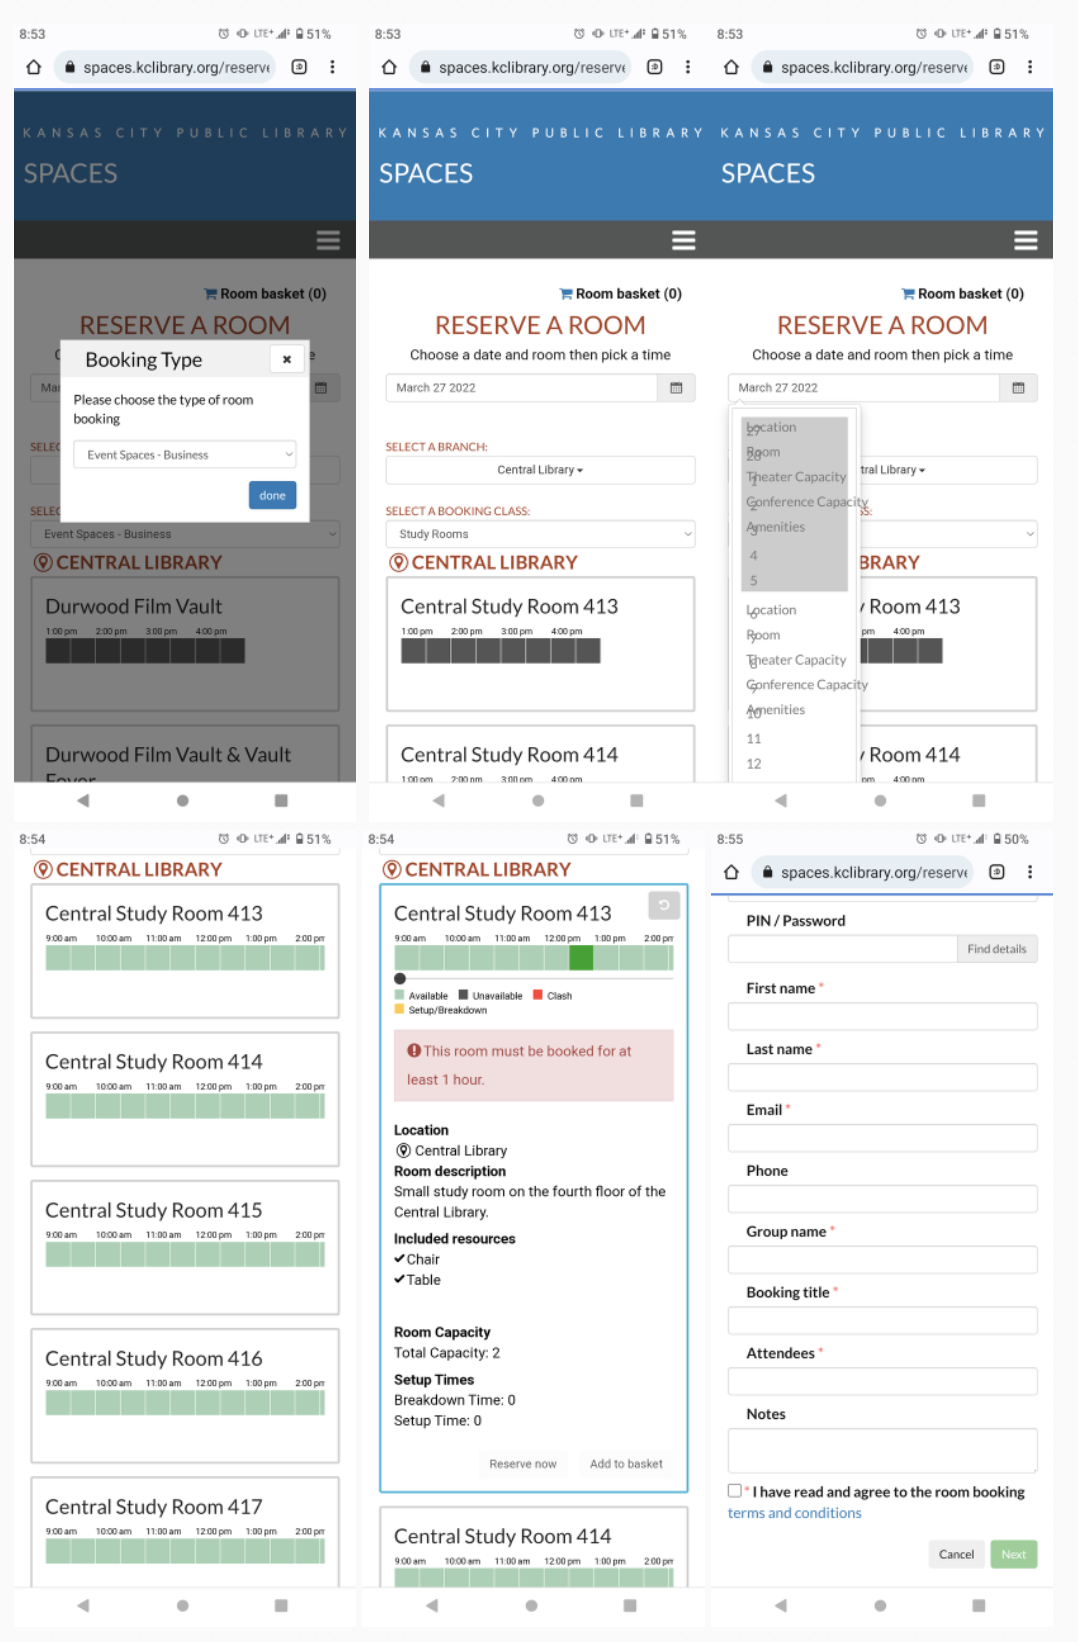 8:53
LTE+ 51%
spaces.kclibrary.org/reserve
KANSAS CITY PUBLIC LIBRARY
SPACES
Room basket (0)
RESERVE A ROOM
Booking Type
Please choose the type of room
booking
Event Spaces - Business
done
Event Spaces - Business
CENTRAL LIBRARY
Durwood Film Vault
1:00 pm 2:00 pm 3:00 pm 4:00 pm
Durwood Film Vault & Vault
Foyer
8:53
LTE+ 51%
spaces.kclibrary.org/reserve
KANSAS CITY PUBLIC LIBRARY
SPACES
Room basket (0)
RESERVE A ROOM
Choose a date and room then pick a time
March 27 2022
SELECT A BRANCH:
Central Library
SELECT A BOOKING CLASS:
Study Rooms
CENTRAL LIBRARY
Central Study Room 413
1:00 pm 2:00 pm 3:00 pm 4:00 pm
Central Study Room 414
1:00 pm 2:00 pm 3:00 pm 4:00 pm
8:53
LTE+ 51%
spaces.kclibrary.org/reserve
KANSAS CITY PUBLIC LIBRARY
SPACES
Room basket (0)
RESERVE A ROOM
Choose a date and room then pick a time
March 27 2022
Location
27
Room
28
Theater Capacity
1
Conference Capacity
2
Amenities
3
4
5
Location
6
Room
7
Theater Capacity
8
Conference Capacity
9
Amenities
10
11
12
tral Library
BRARY
Room 413
pm 4:00 pm
Room 414
pm 4:00 pm
8:54
LTE+ 51%
CENTRAL LIBRARY
Central Study Room 413
9:00 am 10:00 am 11:00 am 12:00 pm 1:00 pm 2:00 pm
Central Study Room 414
9:00 am 10:00 am 11:00 am 12:00 pm 1:00 pm 2:00 pm
Central Study Room 415
9:00 am 10:00 am 11:00 am 12:00 pm 1:00 pm 2:00 pm
Central Study Room 416
9:00 am 10:00 am 11:00 am 12:00 pm 1:00 pm 2:00 pm
Central Study Room 417
9:00 am 10:00 am 11:00 am 12:00 pm 1:00 pm 2:00 pm
8:54
LTE+ 51%
CENTRAL LIBRARY
Central Study Room 413
9:00 am 10:00 am 11:00 am 12:00 pm 1:00 pm 2:00 pm
Available Unavailable Clash
Setup/Breakdown
This room must be booked for at
least 1 hour.
Location
Central Library
Room description
Small study room on the fourth floor of the
Central Library.
Included resources
Chair
Table
Room Capacity
Total Capacity: 2
Setup Times
Breakdown Time: 0
Setup Time: 0
Reserve now Add to basket
Central Study Room 414
9:00 am 10:00 am 11:00 am 12:00 pm 1:00 pm 2:00 pm
8:55
LTE+ 50%
spaces.kclibrary.org/reserve
PIN / Password
Find details
First name *
Last name *
Email *
Phone
Group name *
Booking title *
Attendees *
Notes
* I have read and agree to the room booking
terms and conditions
Cancel Next